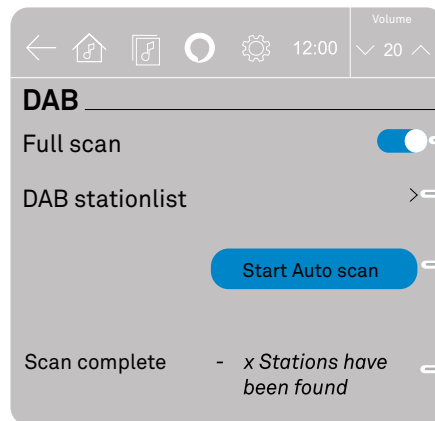 Volume
12:00
20
DAB
Full scan
DAB stationlist
Start Auto scan
Scan complete - x Stations have
been found